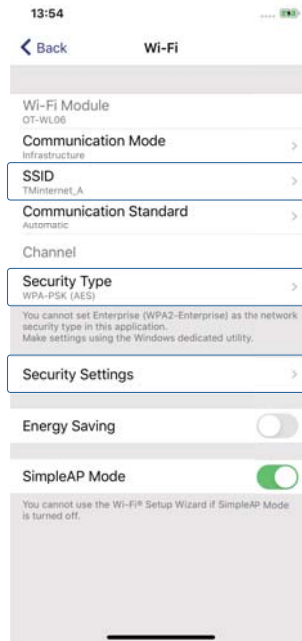 13:54
Back
Wi-Fi
Wi-Fi Module
OT-WL06
Communication Mode
Infrastructure
SSID
TMinternet_A
Communication Standard
Automatic
Channel
Security Type
WPA-PSK (AES)
You cannot set Enterprise (WPA2-Enterprise) as the network
security type in this application.
Make settings using the Windows dedicated utility.
Security Settings
Energy Saving
SimpleAP Mode
You cannot use the Wi-Fi® Setup Wizard if SimpleAP Mode
is turned off.